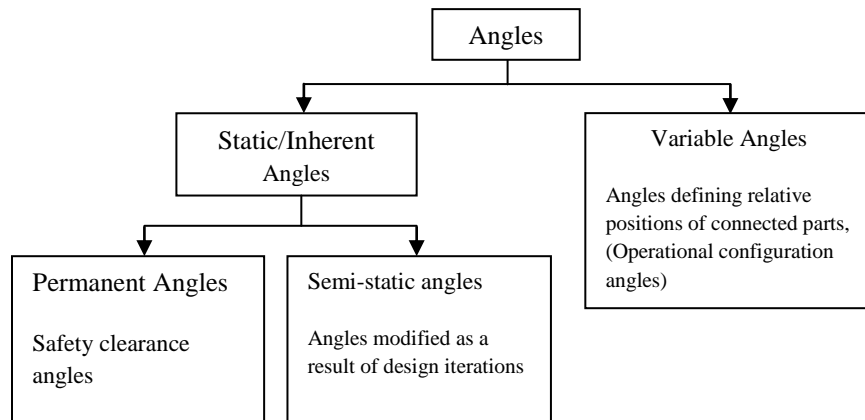 Angles
Static/Inherent
Angles
Variable Angles
Angles defining relative
positions of connected parts,
(Operational configuration
angles)
Permanent Angles
Safety clearance
angles
Semi-static angles
Angles modified as a
result of design iterations